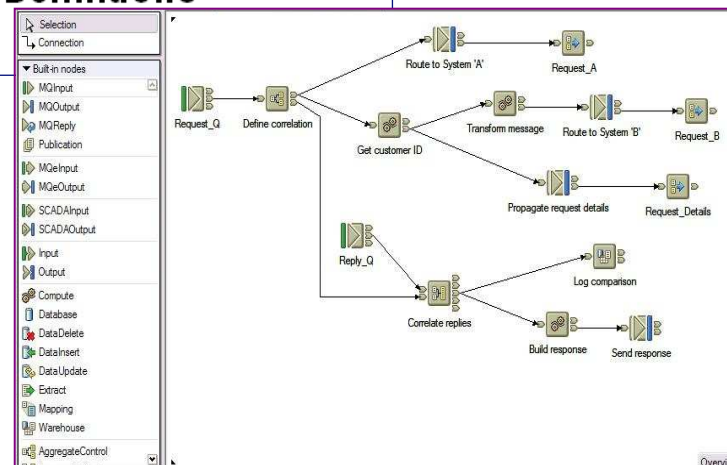 Selection
Connection
Built-in nodes
MQInput
MQOutput
MQReply
Publication
MQeInput
MQeOutput
SCADAInput
SCADAOutput
Input
Output
Compute
Database
DataDelete
DataInsert
DataUpdate
Extract
Mapping
Warehouse
AggregateControl
Route to System 'A'
Request_A
Request_Q
Define correlation
Transform message
Route to System 'B'
Request_B
Get customer ID
Propagate request details
Request_Details
Reply_Q
Log comparison
Correlate replies
Build response
Send response